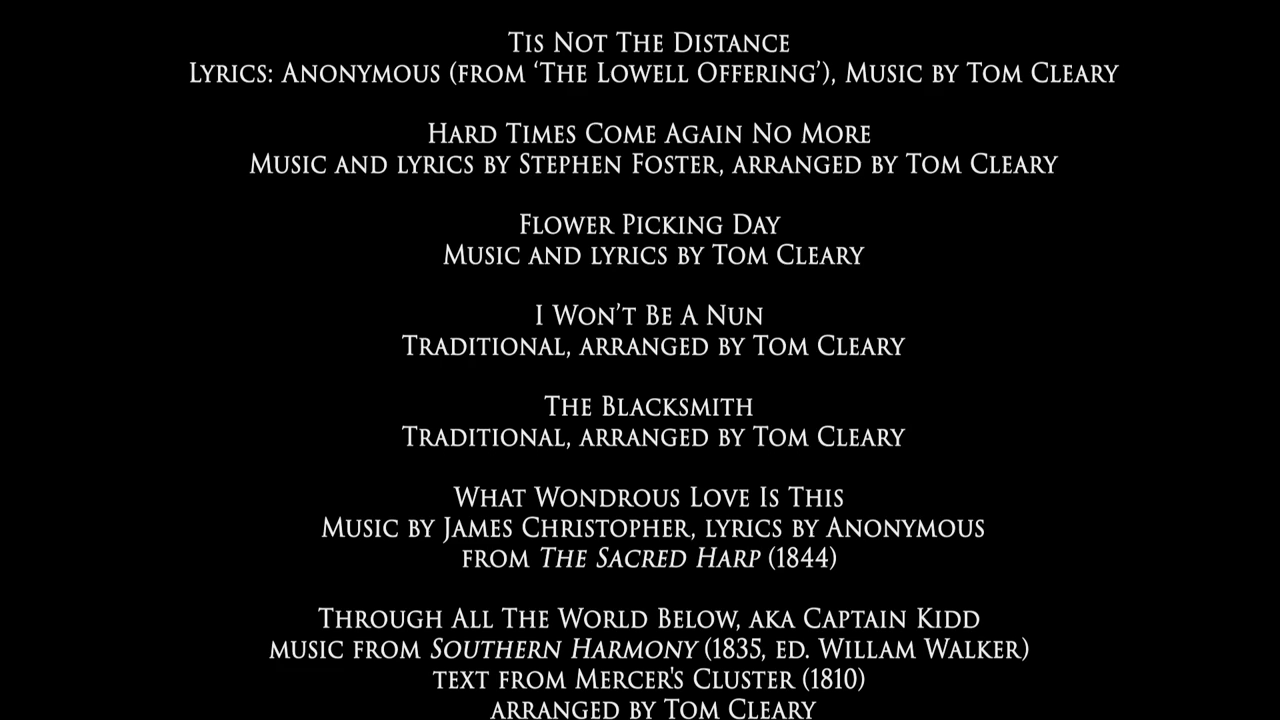 Tis Not The Distance
Lyrics: Anonymous (from ‘The Lowell Offering’), Music by Tom Cleary
Hard Times Come Again No More
Music and lyrics by Stephen Foster, arranged by Tom Cleary
Flower Picking Day
Music and lyrics by Tom Cleary
I Won’t Be A Nun
Traditional, arranged by Tom Cleary
The Blacksmith
Traditional, arranged by Tom Cleary
What Wondrous Love Is This
Music by James Christopher, lyrics by Anonymous
from The Sacred Harp (1844)
Through All The World Below, aka Captain Kidd
music from Southern Harmony (1835, ed. Willam Walker)
text from Mercer's Cluster (1810)
arranged by Tom Cleary